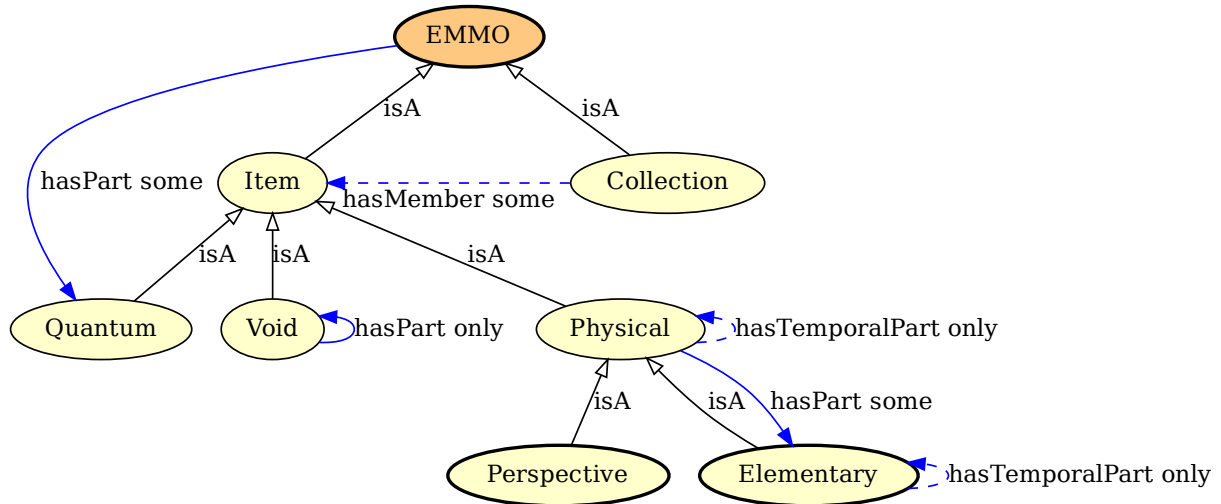 EMMO
isA
isA
hasPart some
Item
Collection
hasMember some
isA
isA
isA
Quantum
Void
hasPart only
Physical
hasTemporalPart only
isA
isA
hasPart some
Perspective
Elementary
hasTemporalPart only